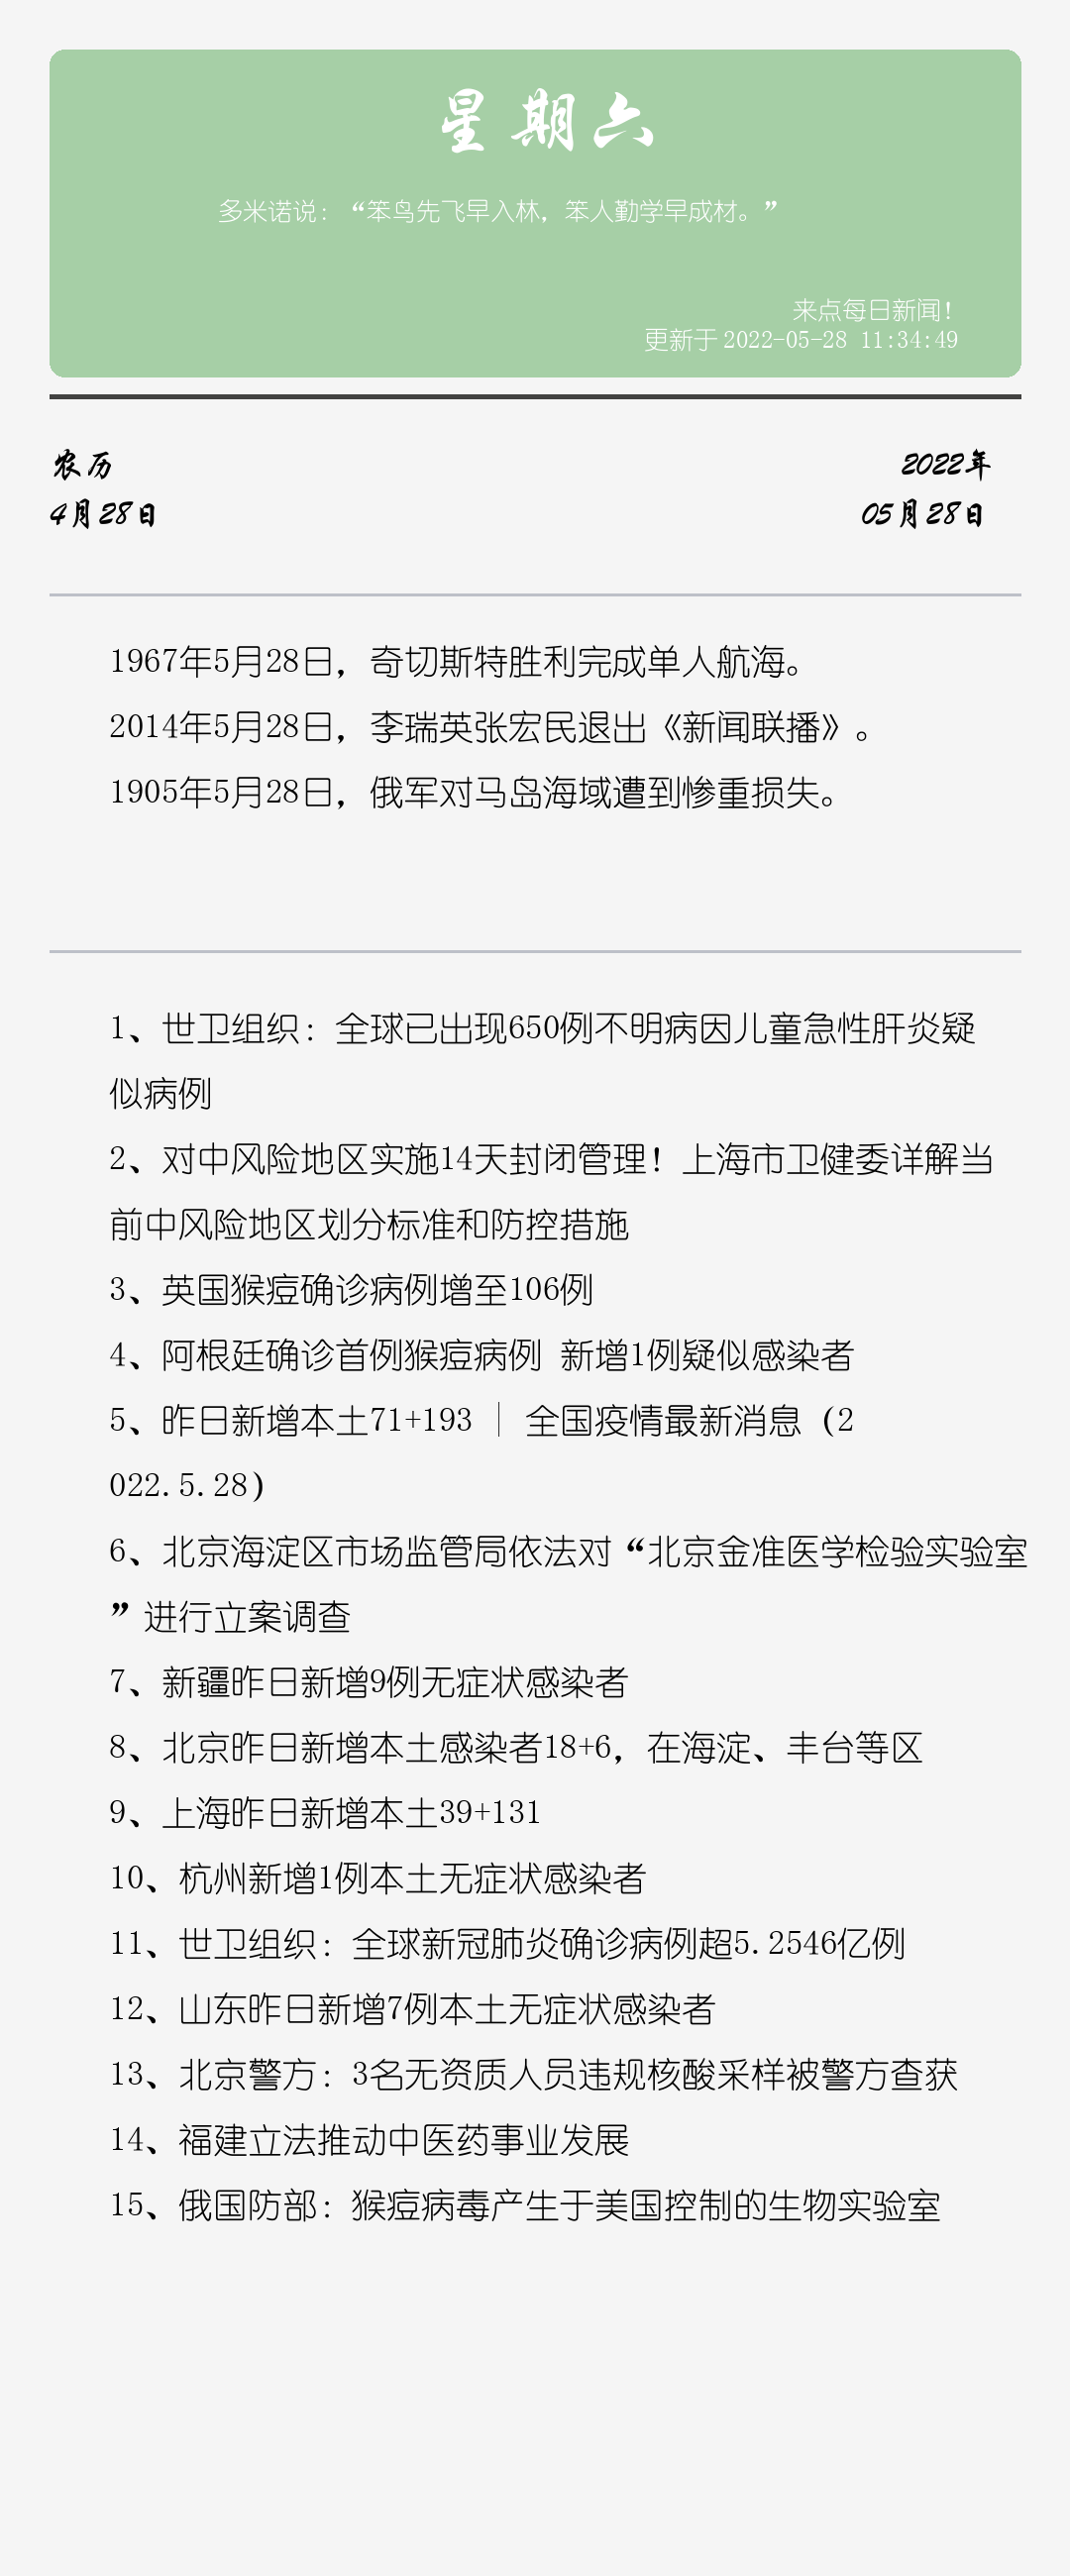 星期六
多米诺说：“笨鸟先飞早入林，笨人勤学早成材。”
来点每日新闻！
更新于 2022-05-28 11:34:49
农历
2022年
4月28日
05月28日
1967年5月28日，奇切斯特胜利完成单人航海。
2014年5月28日，李瑞英张宏民退出《新闻联播》。
1905年5月28日，俄军对马岛海域遭到惨重损失。
1、世卫组织：全球已出现650例不明病因儿童急性肝炎疑
似病例
2、对中风险地区实施14天封闭管理！上海市卫健委详解当
前中风险地区划分标准和防控措施
3、英国猴痘确诊病例增至106例
4、阿根廷确诊首例猴痘病例 新增1例疑似感染者
5、昨日新增本土71+193 ｜ 全国疫情最新消息（2
022.5.28）
6、北京海淀区市场监管局依法对“北京金准医学检验实验室
”进行立案调查
7、新疆昨日新增9例无症状感染者
8、北京昨日新增本土感染者18+6，在海淀、丰台等区
9、上海昨日新增本土39+131
10、杭州新增1例本土无症状感染者
11、世卫组织：全球新冠肺炎确诊病例超5.2546亿例
12、山东昨日新增7例本土无症状感染者
13、北京警方：3名无资质人员违规核酸采样被警方查获
14、福建立法推动中医药事业发展
15、俄国防部：猴痘病毒产生于美国控制的生物实验室